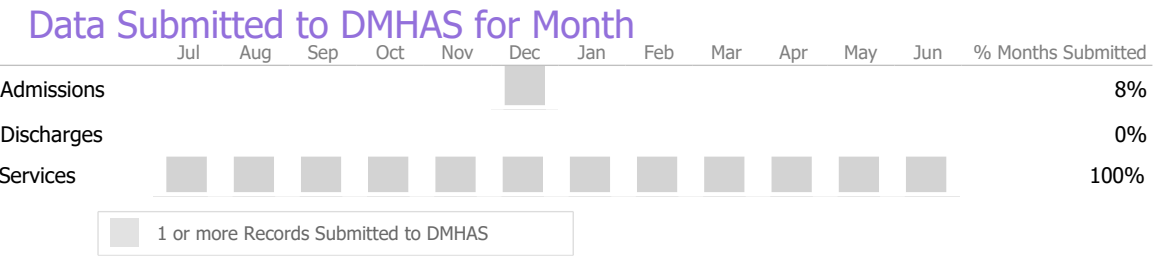 Data Submitted to DMHAS for Month
Jul Aug Sep Oct Nov Dec Jan Feb Mar Apr May Jun % Months Submitted
Admissions 8%
Discharges 0%
Services 100%
1 or more Records Submitted to DMHAS